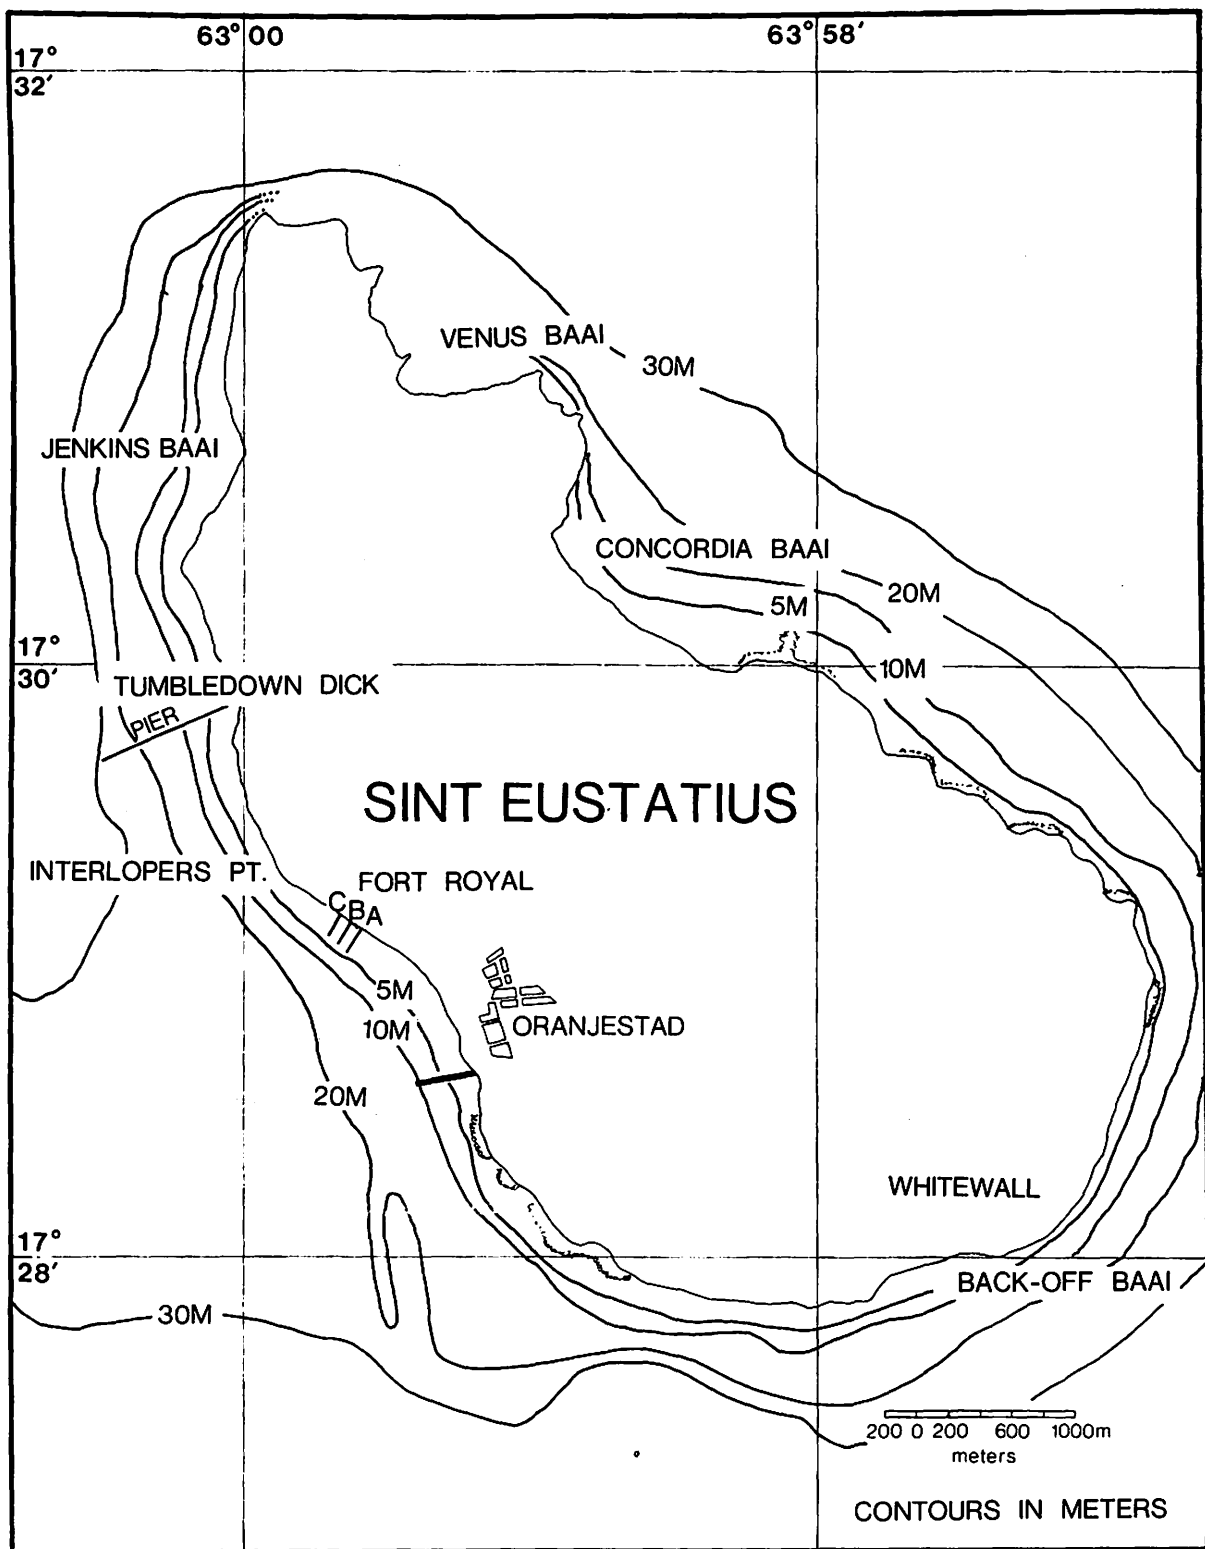 63° 00
63° 58'
17°
32'
VENUS BAAI
30M
JENKINS BAAI
CONCORDIA BAAI
20M
5M
17°
30'
10M
TUMBLEDOWN DICK
PIER
SINT EUSTATIUS
INTERLOPERS PT.
FORT ROYAL
C B A
5M
10M
ORANJESTAD
20M
WHITEWALL
17°
28'
BACK-OFF BAAI
30M
200 0 200 600 1000m
meters
CONTOURS IN METERS